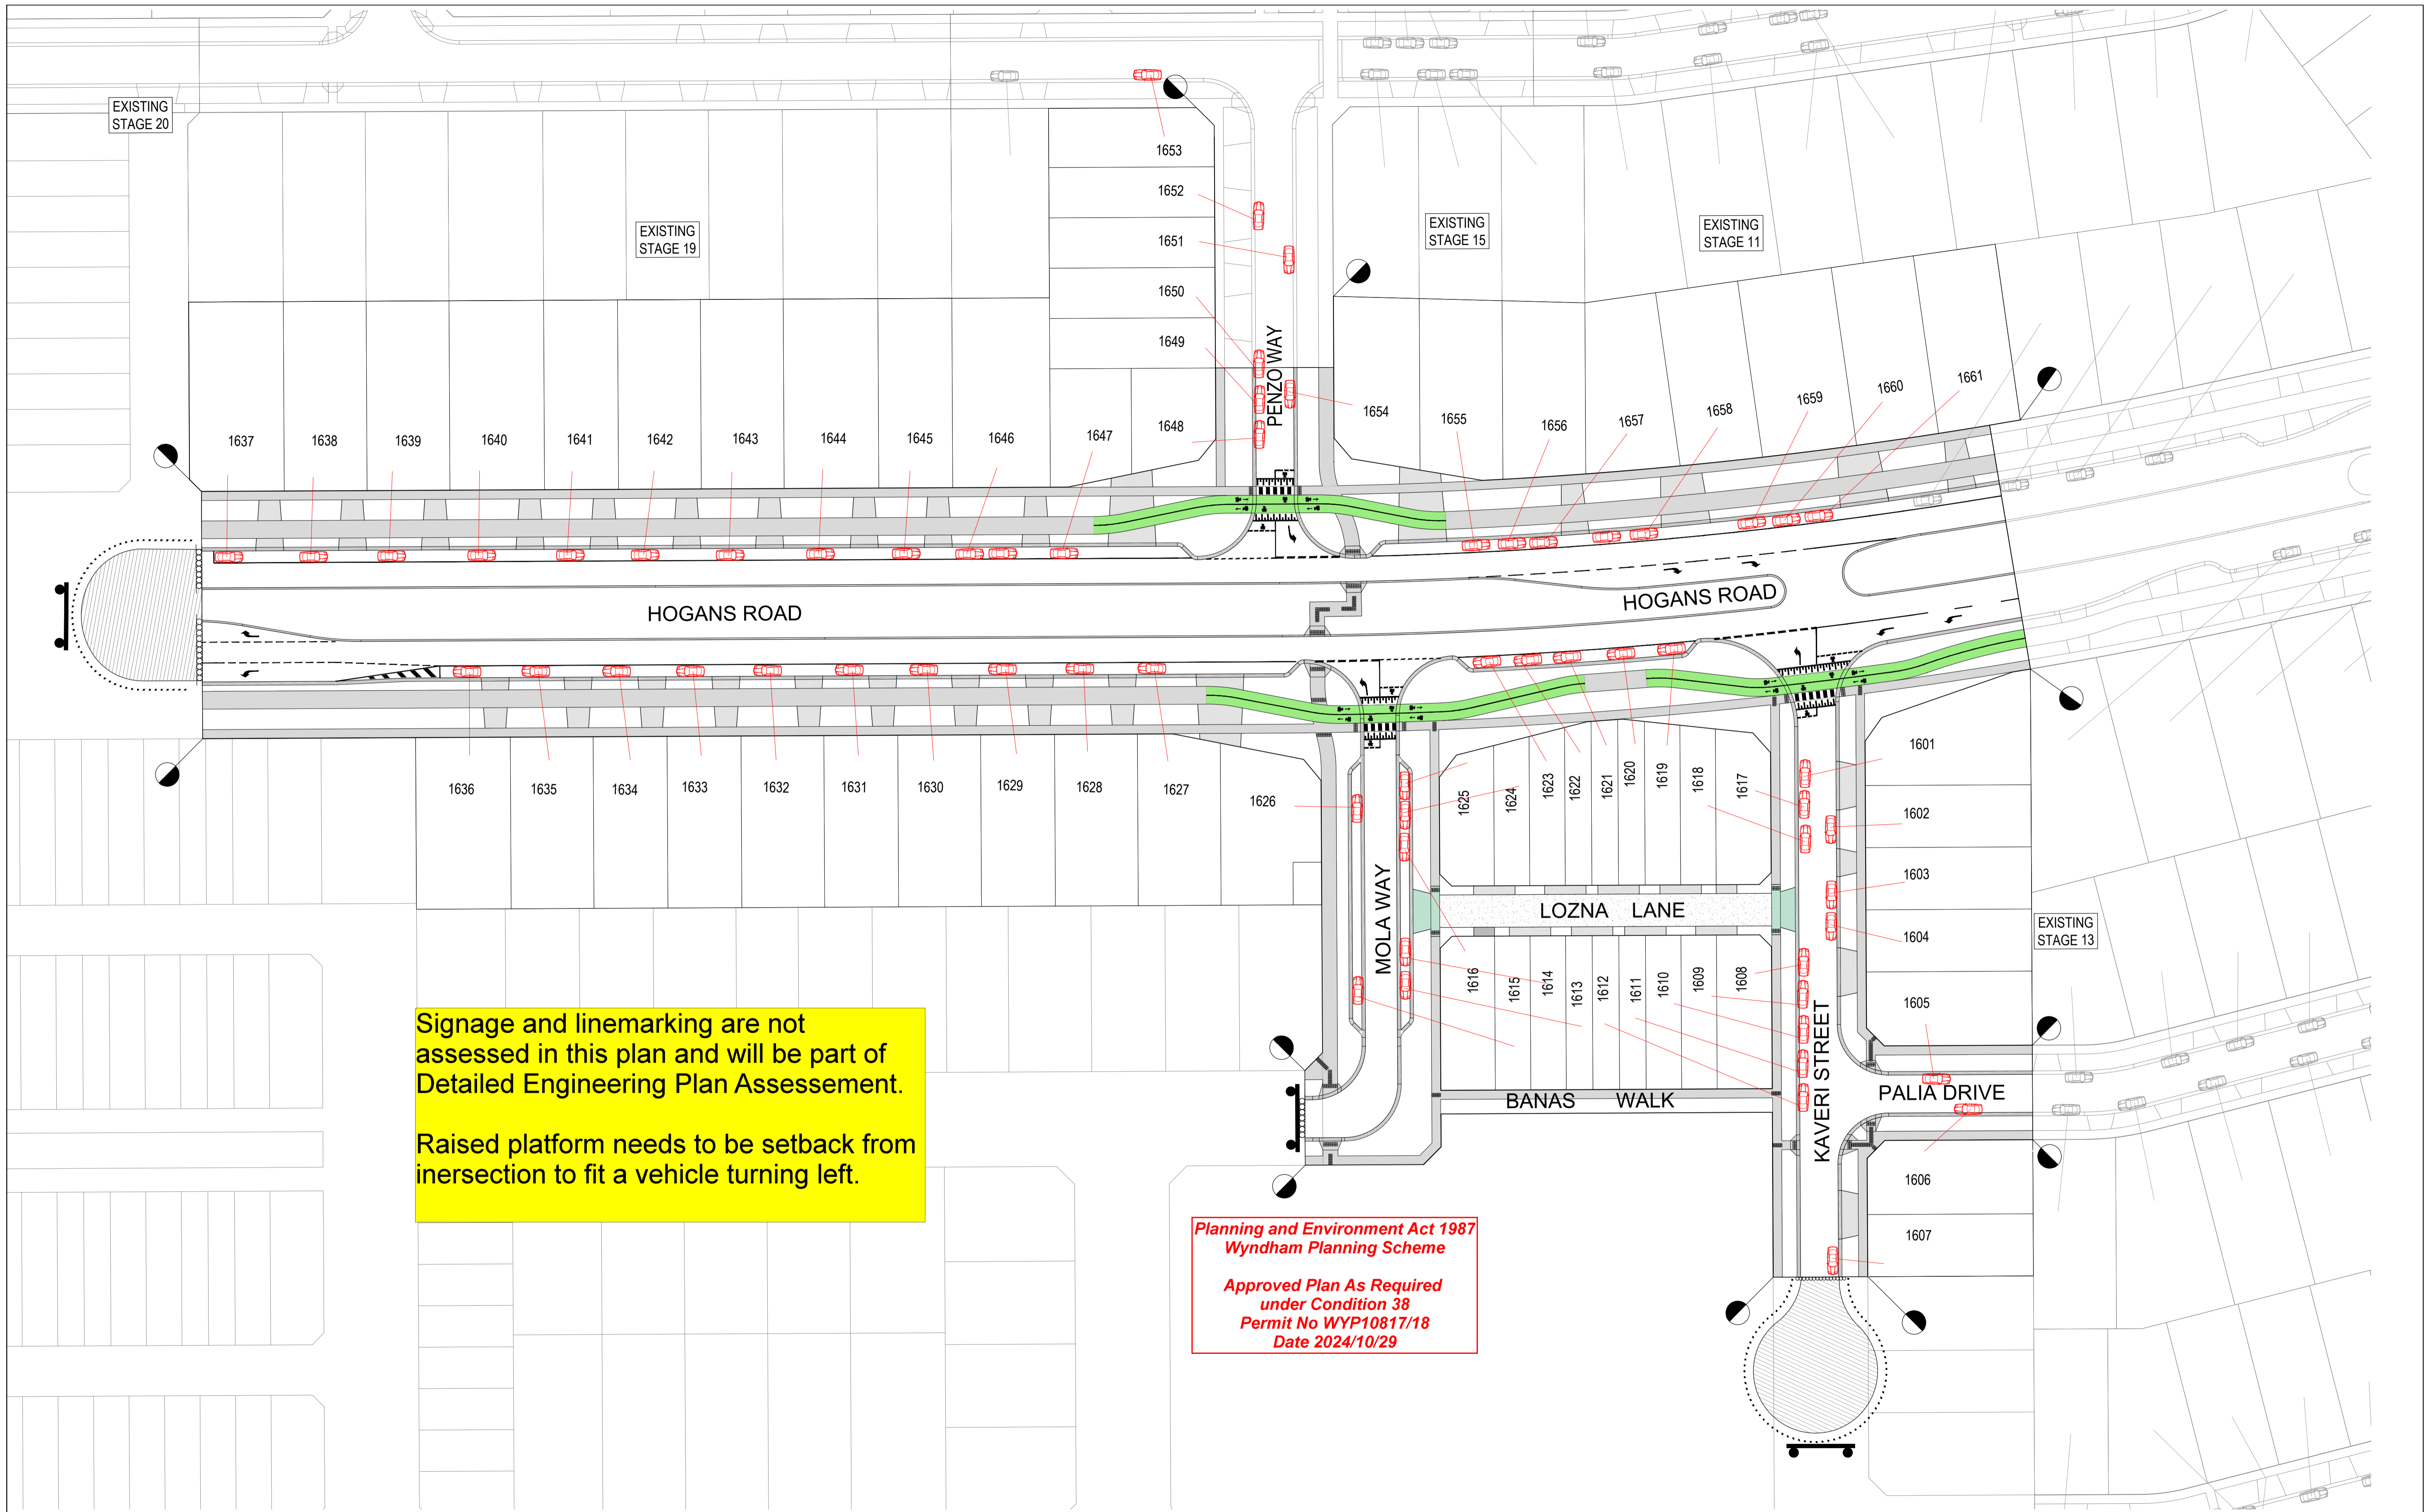 EXISTING
STAGE 20
1653
1652
EXISTING
STAGE 19
1651
EXISTING
STAGE 15
EXISTING
STAGE 11
1650
1649
PENZO WAY
1637
1638
1639
1640
1641
1642
1643
1644
1645
1646
1647
1648
1654
1655
1656
1657
1658
1659
1660
1661
HOGANS ROAD
HOGANS ROAD
1636
1635
1634
1633
1632
1631
1630
1629
1628
1627
1626
1625
1624
1623
1622
1621
1620
1619
1618
1617
1601
1602
1603
1604
1605
MOLA WAY
LOZNA LANE
EXISTING
STAGE 13
1616
1615
1614
1613
1612
1611
1610
1609
1608
KAVERI STREET
BANAS WALK
PALIA DRIVE
1606
1607
Signage and linemarking are not
assessed in this plan and will be part of
Detailed Engineering Plan Assessement.
Raised platform needs to be setback from
inersection to fit a vehicle turning left.
Planning and Environment Act 1987
Wyndham Planning Scheme
Approved Plan As Required
under Condition 38
Permit No WYP10817/18
Date 2024/10/29